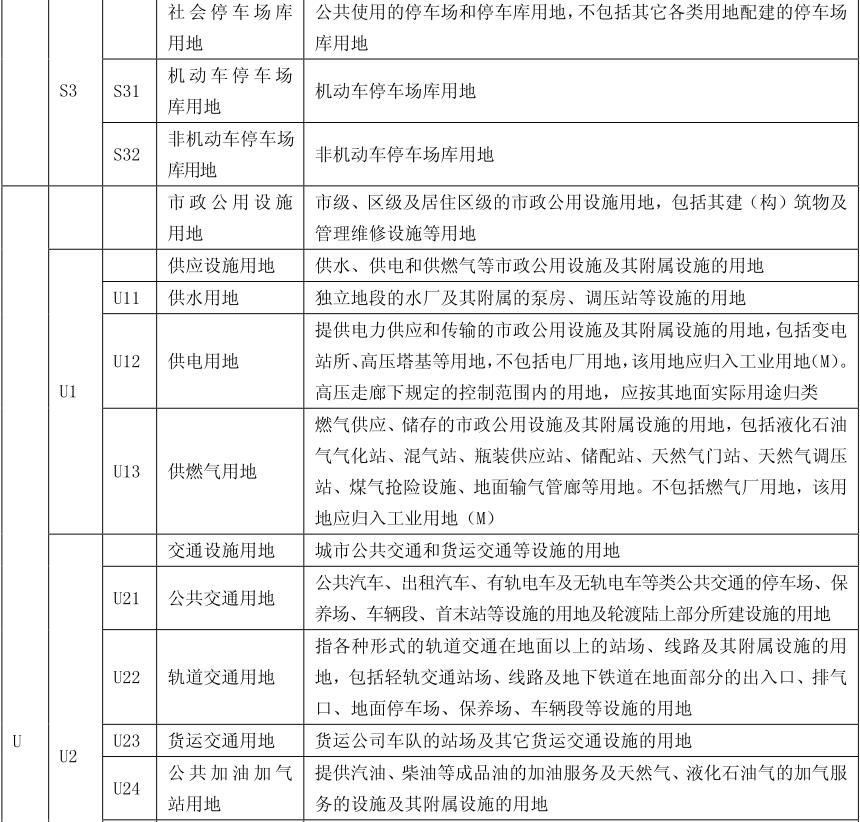 社会停车场库
用地
公共使用的停车场和停车库用地，不包括其它各类用地配建的停车场
库用地
S3
S31
机动车停车场
库用地
机动车停车场库用地
S32
非机动车停车场
库用地
非机动车停车场库用地
市政公用设施
用地
市级、区级及居住区级的市政公用设施用地，包括其建（构）筑物及
管理维修设施等用地
供应设施用地
供水、供电和供燃气等市政公用设施及其附属设施的用地
U11
供水用地
独立地段的水厂及其附属的泵房、调压站等设施的用地
U1
U12
供电用地
提供电力供应和传输的市政公用设施及其附属设施的用地，包括变电
站所、高压塔基等用地，不包括电厂用地，该用地应归入工业用地(M)。
高压走廊下规定的控制范围内的用地，应按其地面实际用途归类
U13
供燃气用地
燃气供应、储存的市政公用设施及其附属设施的用地，包括液化石油
气气化站、混气站、瓶装供应站、储配站、天然气门站、天然气调压
站、煤气抢险设施、地面输气管廊等用地。不包括燃气厂用地，该用
地应归入工业用地（M）
交通设施用地
城市公共交通和货运交通等设施的用地
U21
公共交通用地
公共汽车、出租汽车、有轨电车及无轨电车等类公共交通的停车场、保
养场、车辆段、首末站等设施的用地及轮渡陆上部分所建设施的用地
U22
轨道交通用地
指各种形式的轨道交通在地面以上的站场、线路及其附属设施的用
地，包括轻轨交通站场、线路及地下铁道在地面部分的出入口、排气
口、地面停车场、保养场、车辆段等设施的用地
U
U2
U23
货运交通用地
货运公司车队的站场及其它货运交通设施的用地
U24
公共加油加气
站用地
提供汽油、柴油等成品油的加油服务及天然气、液化石油气的加气服
务的设施及其附属设施的用地